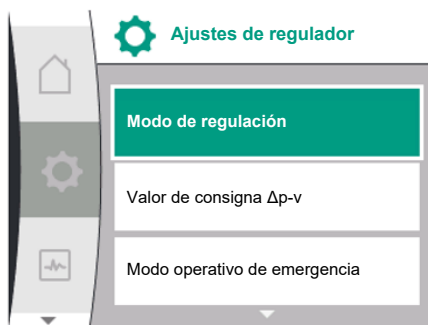 Ajustes de regulador
Modo de regulación
Valor de consigna Δp-v
Modo operativo de emergencia